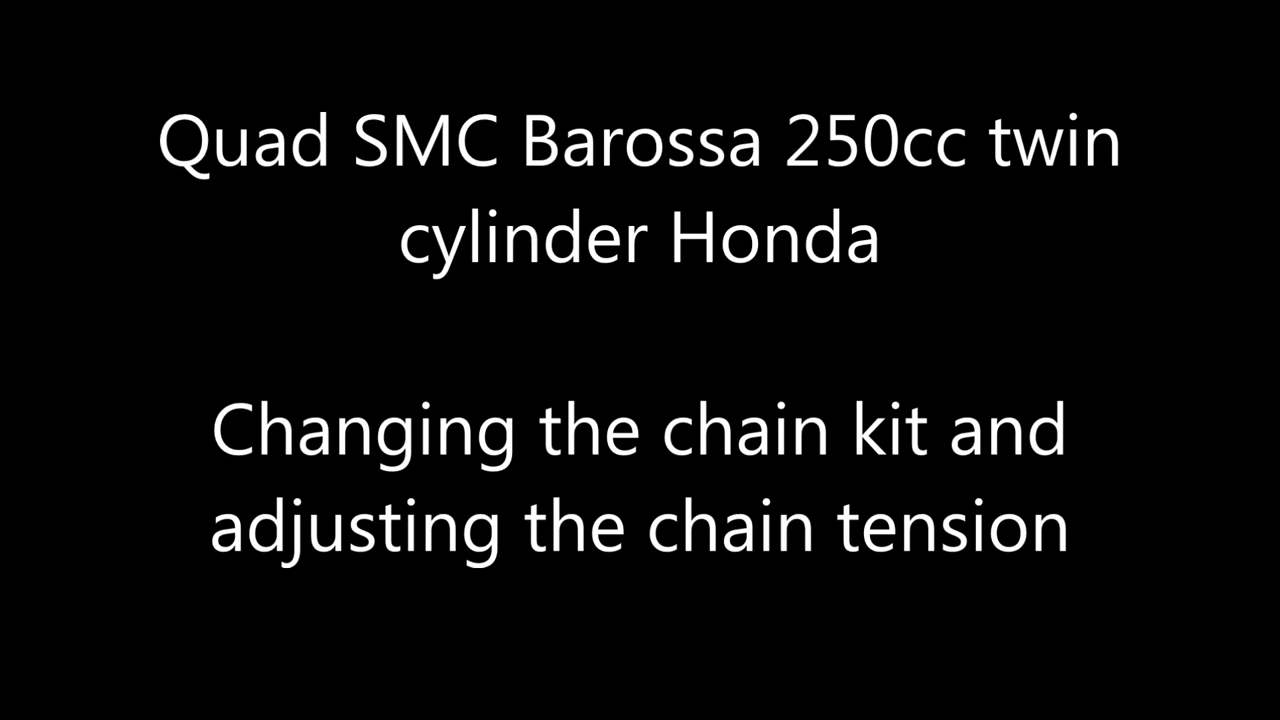 Quad SMC Barossa 250cc twin
cylinder Honda
Changing the chain kit and
adjusting the chain tension